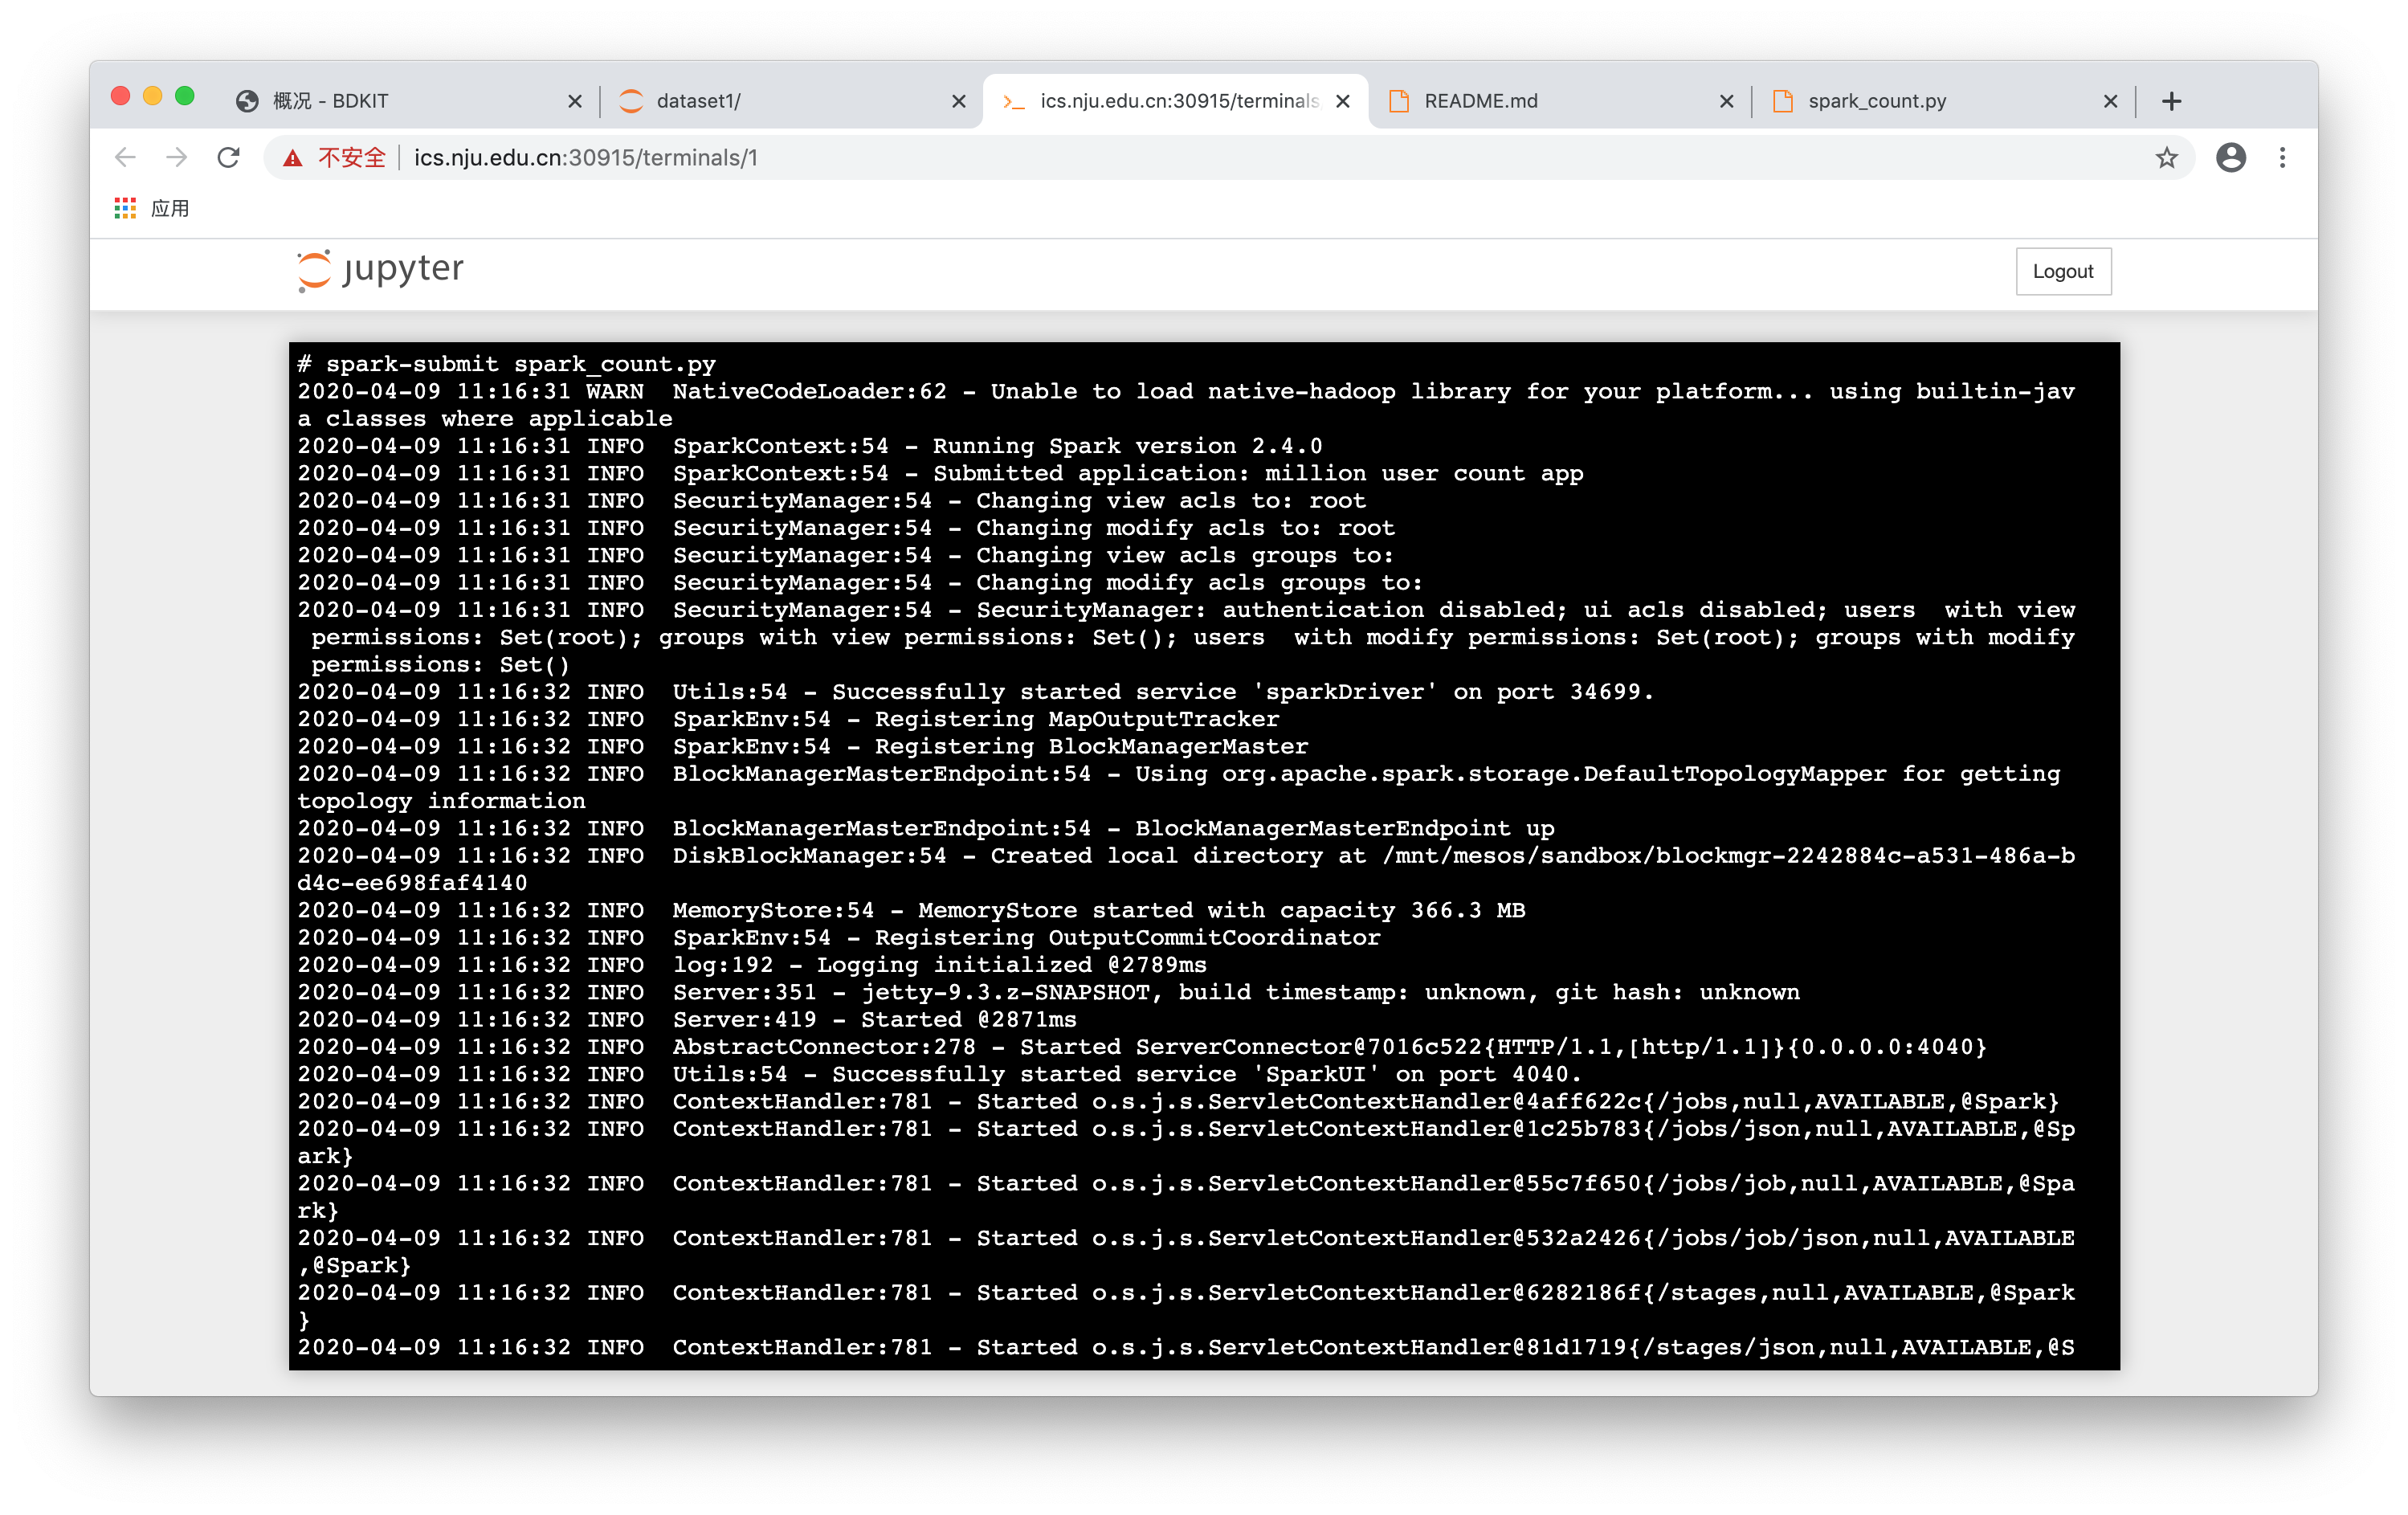 概况 - BDKIT
dataset1/
ics.nju.edu.cn:30915/terminals
README.md
spark_count.py
不安全
ics.nju.edu.cn:30915/terminals/1
应用
jupyter
Logout
# spark-submit spark_count.py
2020-04-09 11:16:31 WARN  NativeCodeLoader:62 - Unable to load native-hadoop library for your platform... using builtin-jav
a classes where applicable
2020-04-09 11:16:31 INFO  SparkContext:54 - Running Spark version 2.4.0
2020-04-09 11:16:31 INFO  SparkContext:54 - Submitted application: million user count app
2020-04-09 11:16:31 INFO  SecurityManager:54 - Changing view acls to: root
2020-04-09 11:16:31 INFO  SecurityManager:54 - Changing modify acls to: root
2020-04-09 11:16:31 INFO  SecurityManager:54 - Changing view acls groups to:
2020-04-09 11:16:31 INFO  SecurityManager:54 - Changing modify acls groups to:
2020-04-09 11:16:31 INFO  SecurityManager:54 - SecurityManager: authentication disabled; ui acls disabled; users  with view
 permissions: Set(root); groups with view permissions: Set(); users  with modify permissions: Set(root); groups with modify
 permissions: Set()
2020-04-09 11:16:32 INFO  Utils:54 - Successfully started service 'sparkDriver' on port 34699.
2020-04-09 11:16:32 INFO  SparkEnv:54 - Registering MapOutputTracker
2020-04-09 11:16:32 INFO  SparkEnv:54 - Registering BlockManagerMaster
2020-04-09 11:16:32 INFO  BlockManagerMasterEndpoint:54 - Using org.apache.spark.storage.DefaultTopologyMapper for getting
topology information
2020-04-09 11:16:32 INFO  BlockManagerMasterEndpoint:54 - BlockManagerMasterEndpoint up
2020-04-09 11:16:32 INFO  DiskBlockManager:54 - Created local directory at /mnt/mesos/sandbox/blockmgr-2242884c-a531-486a-b
d4c-ee698faf4140
2020-04-09 11:16:32 INFO  MemoryStore:54 - MemoryStore started with capacity 366.3 MB
2020-04-09 11:16:32 INFO  SparkEnv:54 - Registering OutputCommitCoordinator
2020-04-09 11:16:32 INFO  log:192 - Logging initialized @2789ms
2020-04-09 11:16:32 INFO  Server:351 - jetty-9.3.z-SNAPSHOT, build timestamp: unknown, git hash: unknown
2020-04-09 11:16:32 INFO  Server:419 - Started @2871ms
2020-04-09 11:16:32 INFO  AbstractConnector:278 - Started ServerConnector@7016c522{HTTP/1.1,[http/1.1]}{0.0.0.0:4040}
2020-04-09 11:16:32 INFO  Utils:54 - Successfully started service 'SparkUI' on port 4040.
2020-04-09 11:16:32 INFO  ContextHandler:781 - Started o.s.j.s.ServletContextHandler@4aff622c{/jobs,null,AVAILABLE,@Spark}
2020-04-09 11:16:32 INFO  ContextHandler:781 - Started o.s.j.s.ServletContextHandler@1c25b783{/jobs/json,null,AVAILABLE,@Sp
ark}
2020-04-09 11:16:32 INFO  ContextHandler:781 - Started o.s.j.s.ServletContextHandler@55c7f650{/jobs/job,null,AVAILABLE,@Spa
rk}
2020-04-09 11:16:32 INFO  ContextHandler:781 - Started o.s.j.s.ServletContextHandler@532a2426{/jobs/job/json,null,AVAILABLE
,@Spark}
2020-04-09 11:16:32 INFO  ContextHandler:781 - Started o.s.j.s.ServletContextHandler@6282186f{/stages,null,AVAILABLE,@Spark
}
2020-04-09 11:16:32 INFO  ContextHandler:781 - Started o.s.j.s.ServletContextHandler@81d1719{/stages/json,null,AVAILABLE,@S